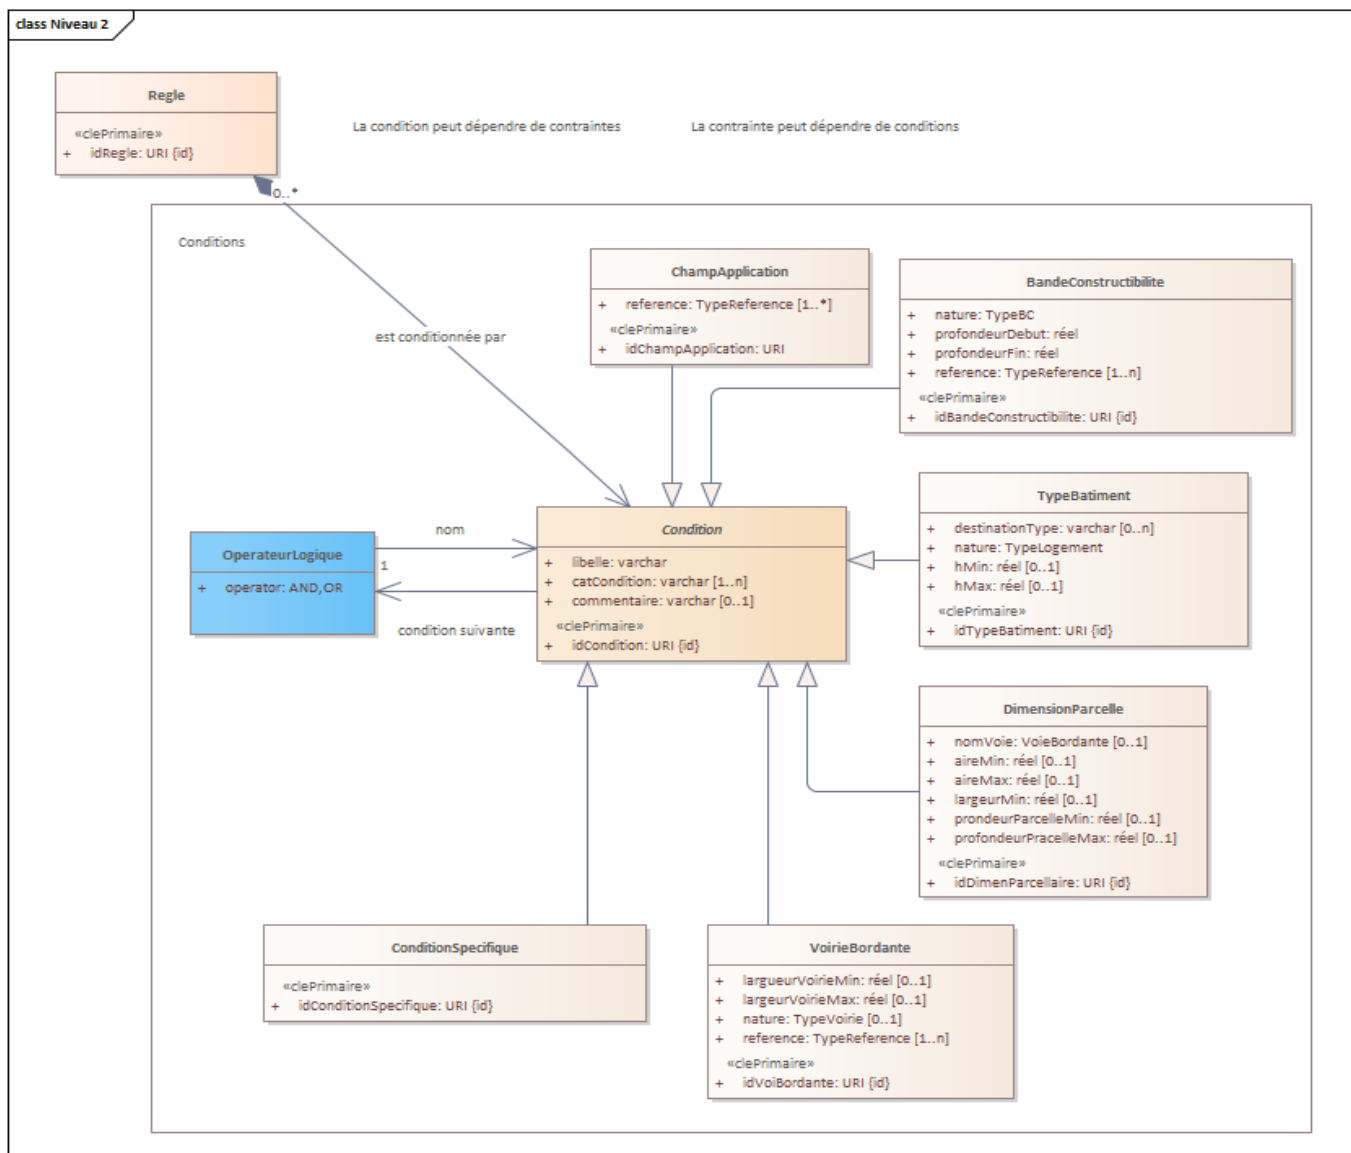 class Niveau 2
Regle
«clePrimaire»
+ idRegle: URI {id}
La condition peut dépendre de contraintes
La contrainte peut dépendre de conditions
0..*
Conditions
est conditionnée par
ChampApplication
+ reference: TypeReference [1..*]
«clePrimaire»
+ idChampApplication: URI
BandeConstructibilite
+ nature: TypeBC
+ profondeurDebut: réel
+ profondeurFin: réel
+ reference: TypeReference [1..n]
«clePrimaire»
+ idBandeConstructibilite: URI {id}
OperateurLogique
+ operator: AND,OR
nom
1
condition suivante
Condition
+ libelle: varchar
+ catCondition: varchar [1..n]
+ commentaire: varchar [0..1]
«clePrimaire»
+ idCondition: URI {id}
TypeBatiment
+ destinationType: varchar [0..n]
+ nature: TypeLogement
+ hMin: réel [0..1]
+ hMax: réel [0..1]
«clePrimaire»
+ idTypeBatiment: URI {id}
DimensionParcelle
+ nomVoie: VoieBordante [0..1]
+ aireMin: réel [0..1]
+ aireMax: réel [0..1]
+ largeurMin: réel [0..1]
+ prondeurParcelleMin: réel [0..1]
+ profondeurPracelleMax: réel [0..1]
«clePrimaire»
+ idDimenParcellaire: URI {id}
ConditionSpecifique
«clePrimaire»
+ idConditionSpecifique: URI {id}
VoirieBordante
+ largueurVoirieMin: réel [0..1]
+ largeurVoirieMax: réel [0..1]
+ nature: TypeVoirie [0..1]
+ reference: TypeReference [1..n]
«clePrimaire»
+ idVoiBordante: URI {id}